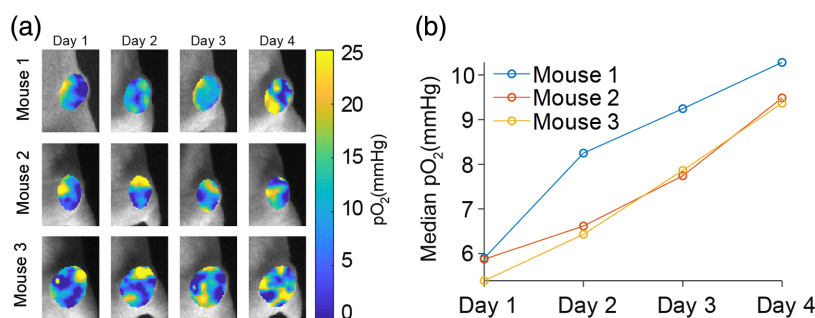 (a)
Day 1 Day 2 Day 3 Day 4
Mouse 1
Mouse 2
Mouse 3
25
20
15
10
5
0
pO₂(mmHg)
(b)
Median pO₂(mmHg)
10
9
8
7
6
Mouse 1
Mouse 2
Mouse 3
Day 1 Day 2 Day 3 Day 4